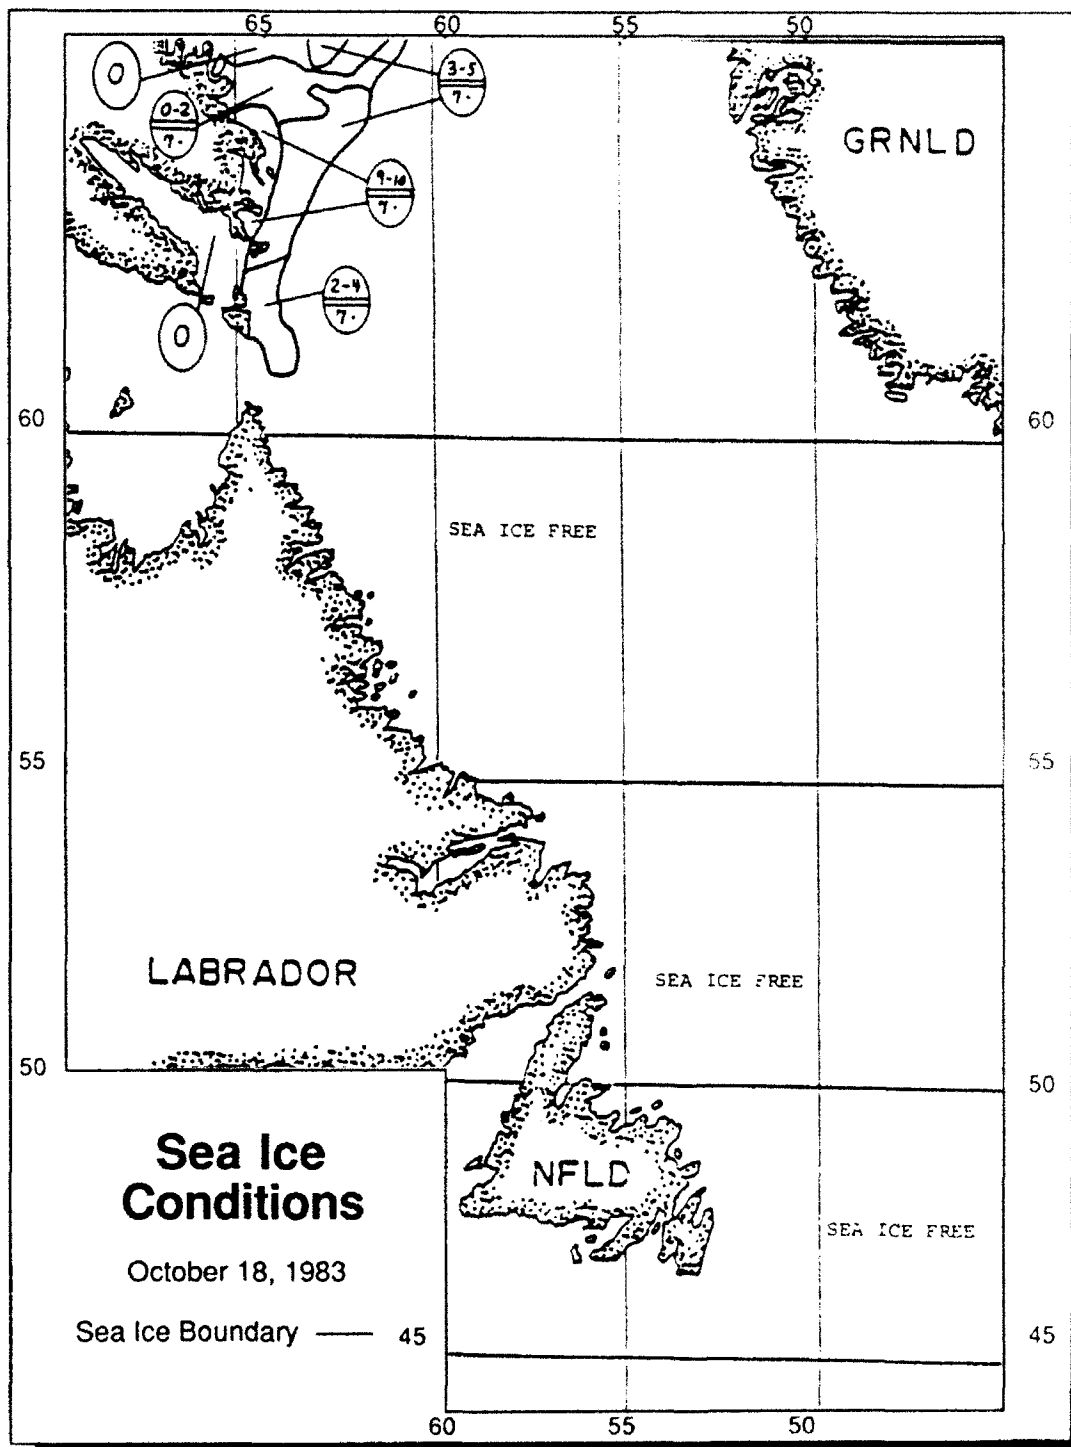 65 60 55 50
0
3-5
7·
0-2
7·
9-10
7·
GRNLD
2-4
7·
0
60 60
SEA ICE FREE
55 55
LABRADOR
SEA ICE FREE
50 50
Sea Ice
Conditions
NFLD
SEA ICE FREE
October 18, 1983
Sea Ice Boundary — 45 45
60 55 50